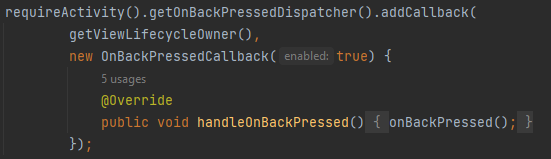 requireActivity().getOnBackPressedDispatcher().addCallback(
getViewLifecycleOwner(),
new OnBackPressedCallback( enabled: true) {
5 usages
@Override
public void handleOnBackPressed() { onBackPressed(); }
});